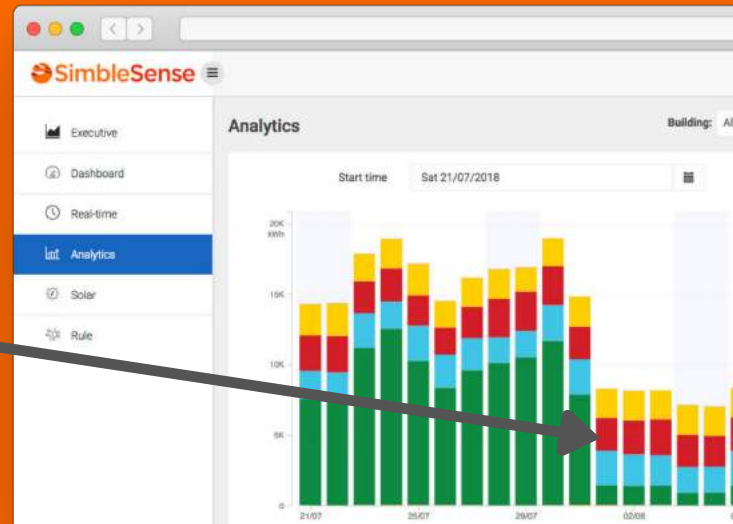 SimbleSense
Executive
Dashboard
Real-time
Analytics
Solar
Rule
Analytics
Building: Al
Start time Sat 21/07/2018
20K
kWh
15K
10K
5K
0
21/07 25/07 29/07 02/08